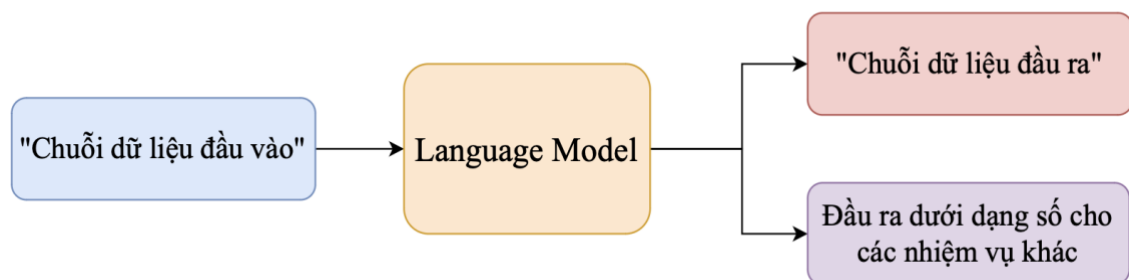 "Chuỗi dữ liệu đầu vào"
Language Model
"Chuỗi dữ liệu đầu ra"
Đầu ra dưới dạng số cho
các nhiệm vụ khác